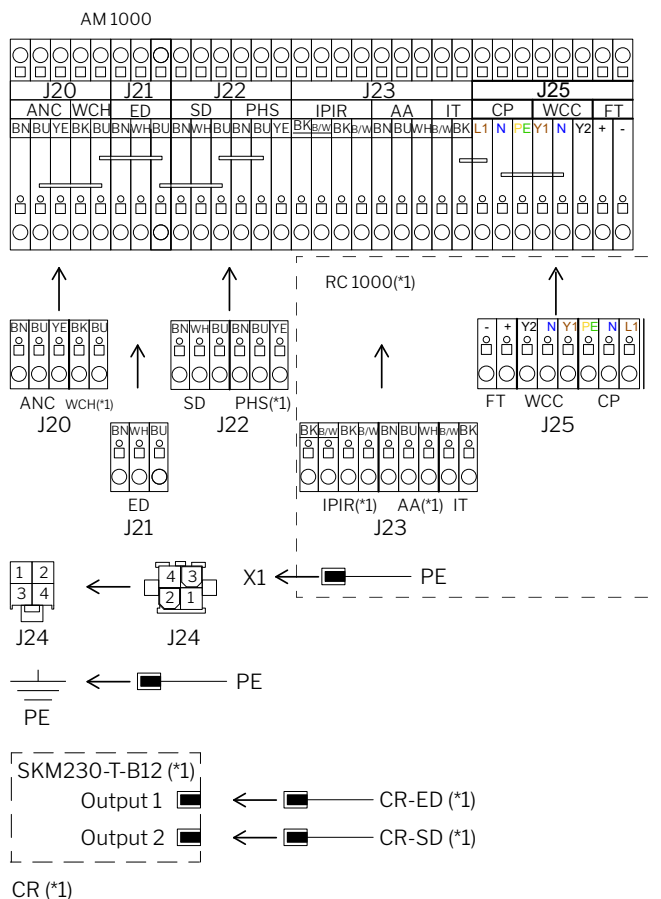 AM 1000
J20 J21 J22 J23 J25
ANC WCH ED SD PHS IPIR AA IT CP WCC FT
BN BU YE BK BU BN WH BU BN WH BU BN BU YE BK B/W BK B/W BN BU WH B/W BK L1 N PE Y1 N Y2 + -
RC 1000(*1)
BN BU YE BK BU
ANC WCH(*1)
J20
BN WH BU BN BU YE
SD PHS(*1)
J22
- + Y2 N Y1 PE N L1
FT WCC CP
J25
BN WH BU
ED
J21
BK B/W BK B/W BN BU WH B/W BK
IPIR(*1) AA(*1) IT
J23
1 2
3 4
J24
4 3
2 1
J24
X1 PE
PE
PE
SKM230-T-B12 (*1)
Output 1 CR-ED (*1)
Output 2 CR-SD (*1)
CR (*1)